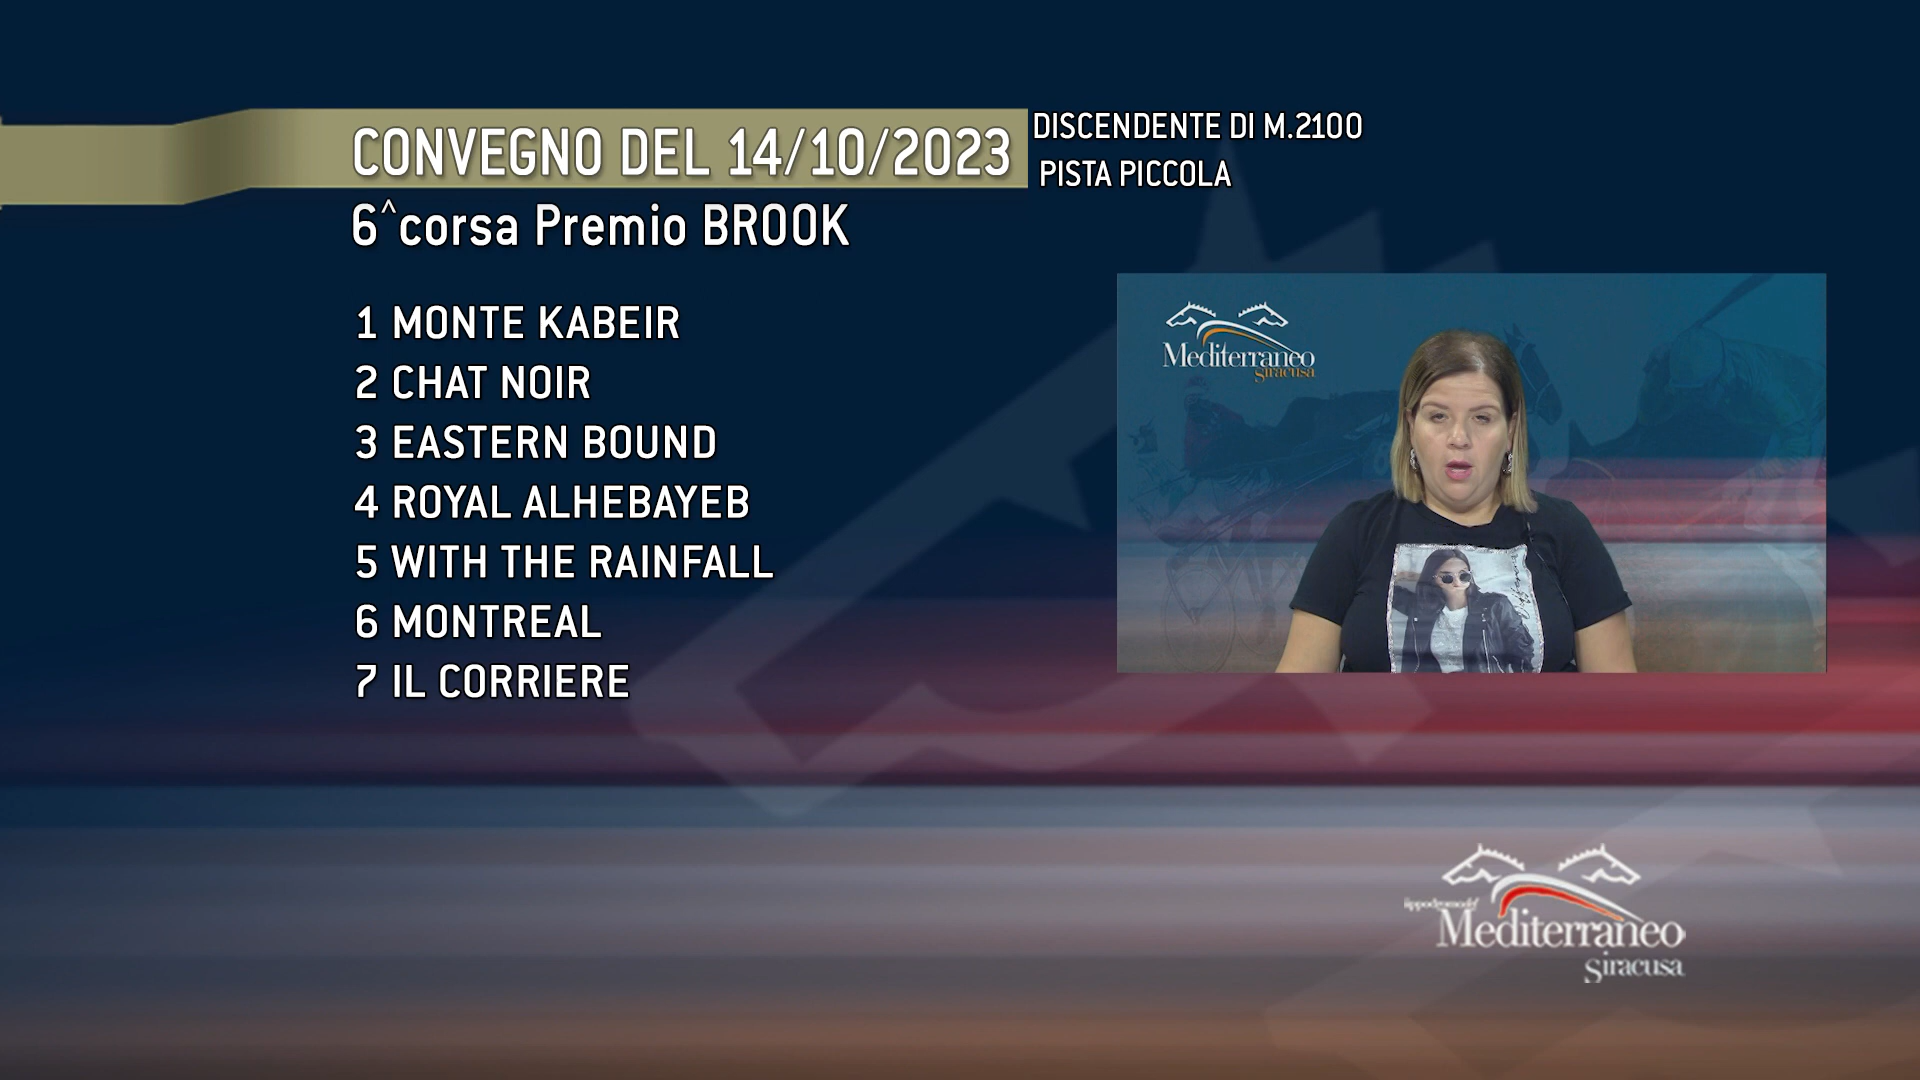 CONVEGNO DEL 14/10/2023
DISCENDENTE DI M.2100
PISTA PICCOLA
6^corsa Premio BROOK
1 MONTE KABEIR
2 CHAT NOIR
3 EASTERN BOUND
4 ROYAL ALHEBAYEB
5 WITH THE RAINFALL
6 MONTREAL
7 IL CORRIERE
Mediterraneo
Siracusa
ippodromo del
Mediterraneo
Siracusa